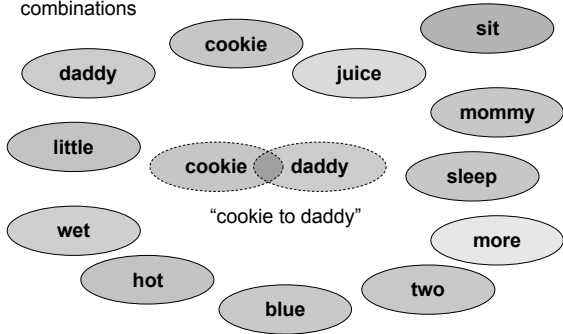 combinations
sit
cookie
daddy
juice
mommy
little
cookie daddy
sleep
“cookie to daddy”
wet
more
hot
two
blue